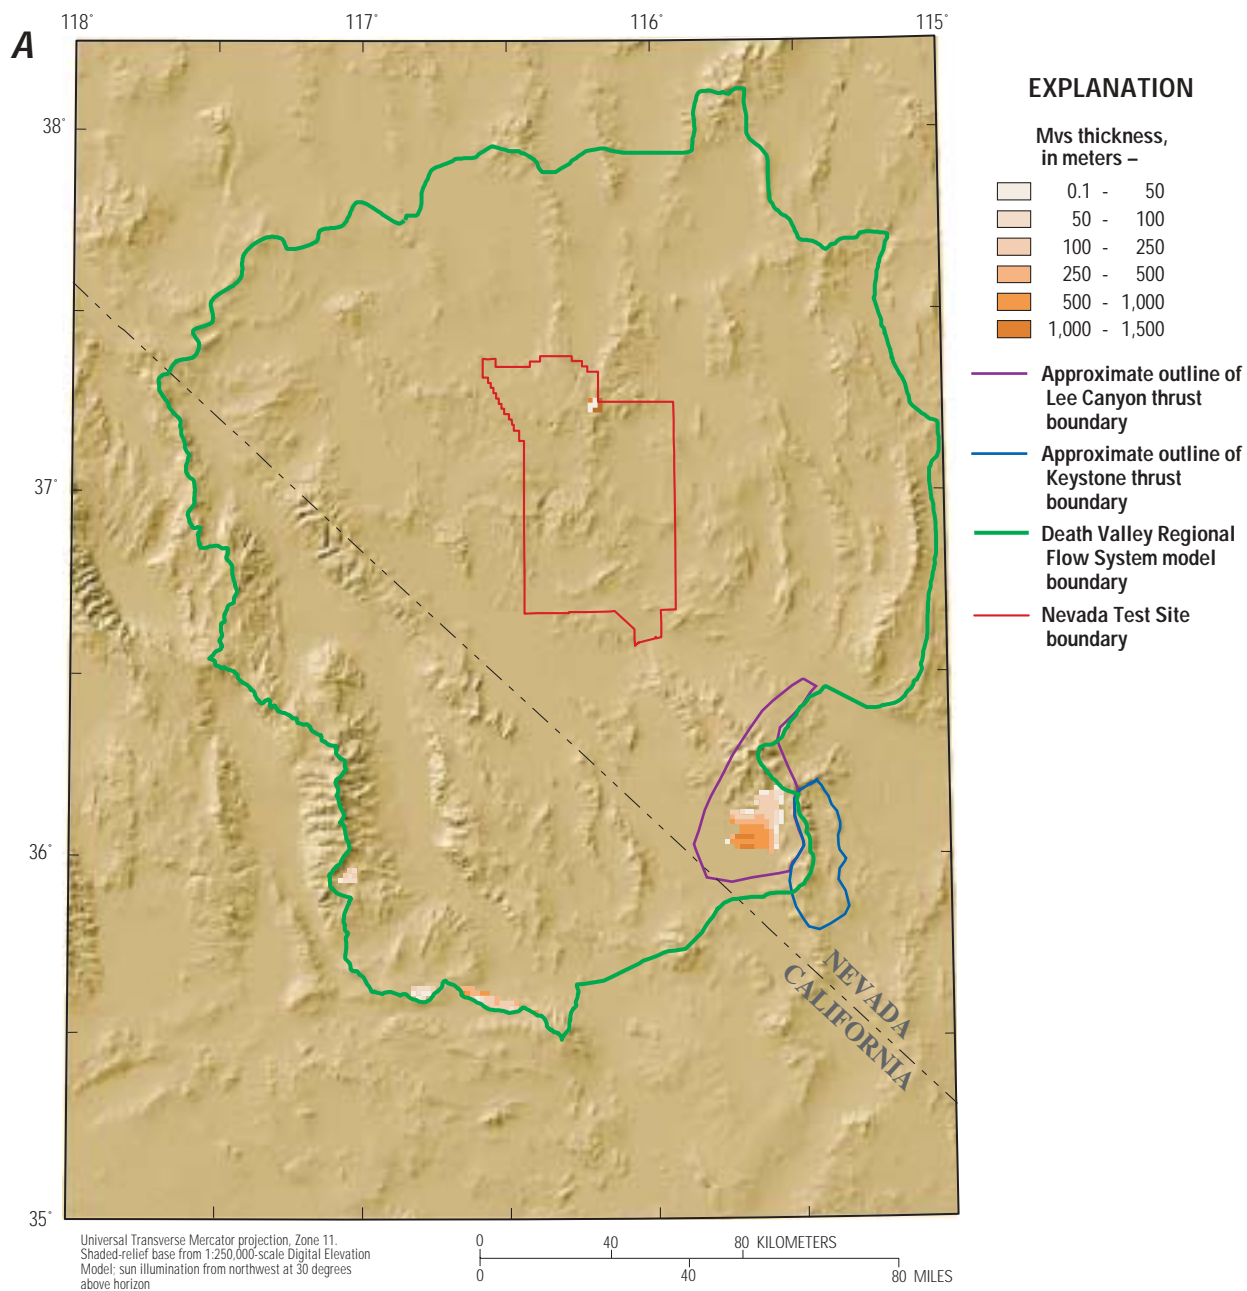 A
118°
117°
116°
115°
38°
37°
36°
35°
EXPLANATION
Mvs thickness,
in meters –
0.1 - 50
50 - 100
100 - 250
250 - 500
500 - 1,000
1,000 - 1,500
Approximate outline of
Lee Canyon thrust
boundary
Approximate outline of
Keystone thrust
boundary
Death Valley Regional
Flow System model
boundary
Nevada Test Site
boundary
NEVADA
CALIFORNIA
Universal Transverse Mercator projection, Zone 11.
Shaded-relief base from 1:250,000-scale Digital Elevation
Model; sun illumination from northwest at 30 degrees
above horizon
0 40 80 KILOMETERS
0 40 80 MILES